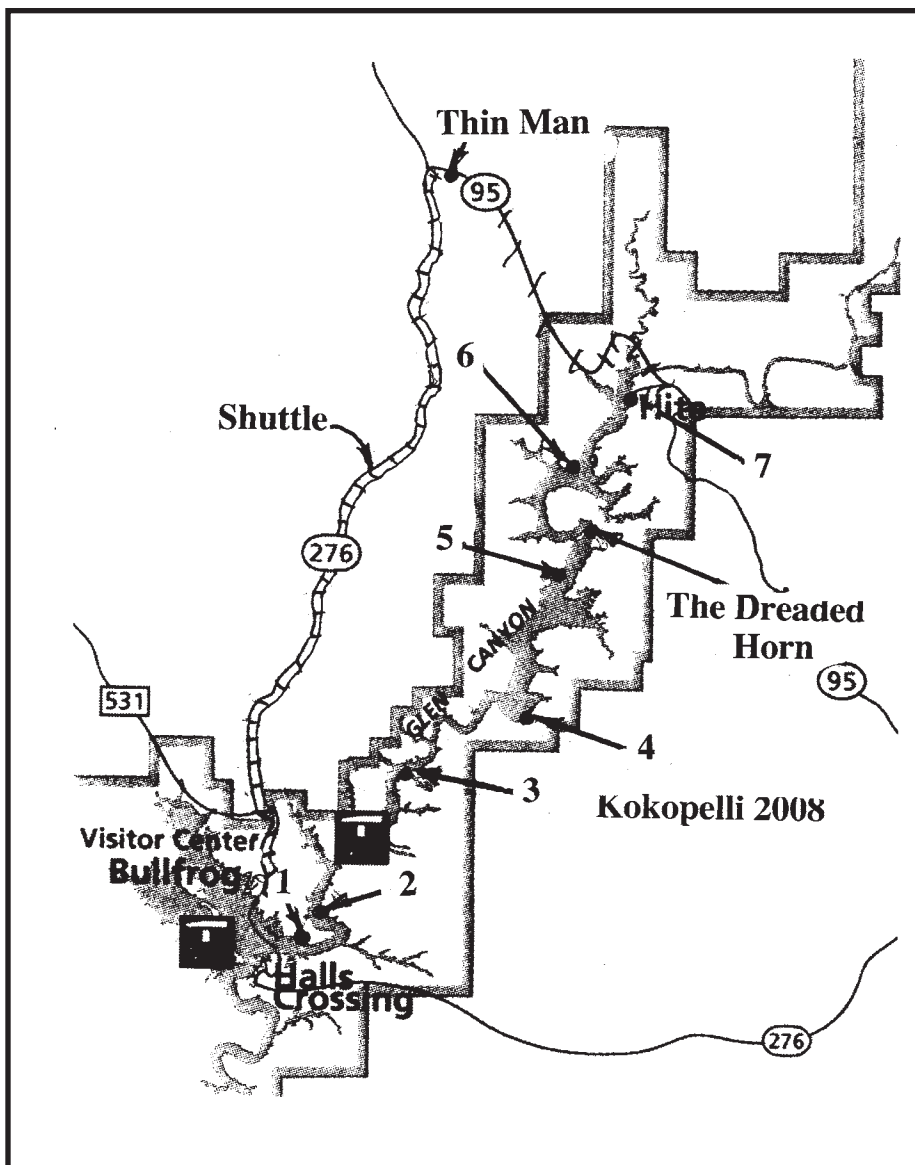 Thin Man
95
6
Hite
Shuttle
7
276
5
The Dreaded
Horn
CANYON
531
GLEN
95
4
3
Kokopelli 2008
Visitor Center
Bullfrog
1
2
Halls
Crossing
276